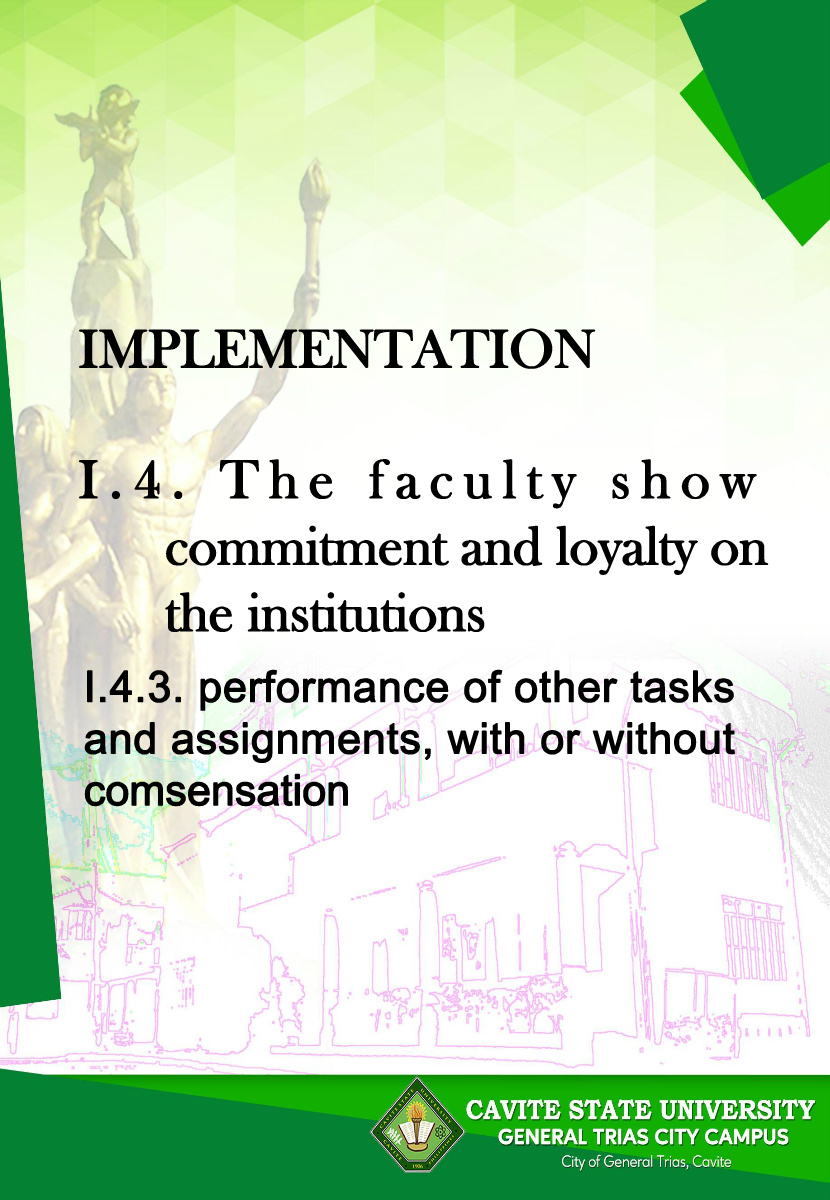 IMPLEMENTATION
I.4. The faculty show
commitment and loyalty on
the institutions
I.4.3. performance of other tasks
and assignments, with or without
comsensation
CAVITE STATE UNIVERSITY
GENERAL TRIAS CITY CAMPUS
City of General Trias, Cavite
1906